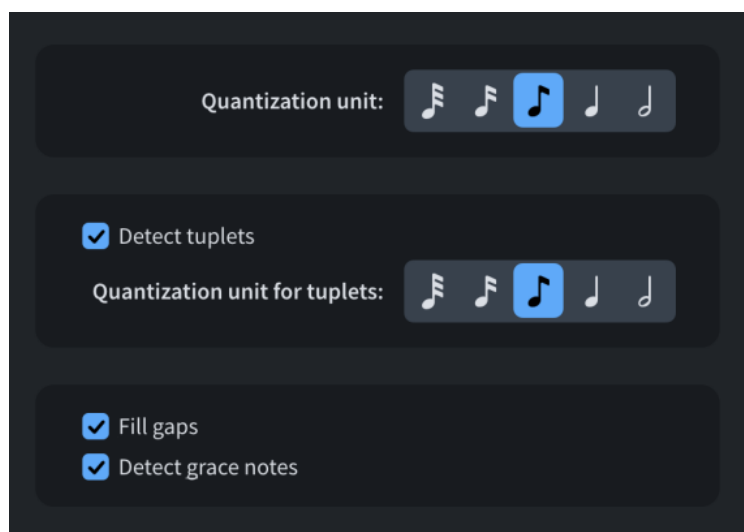 Quantization unit:
Detect tuplets
Quantization unit for tuplets:
Fill gaps
Detect grace notes